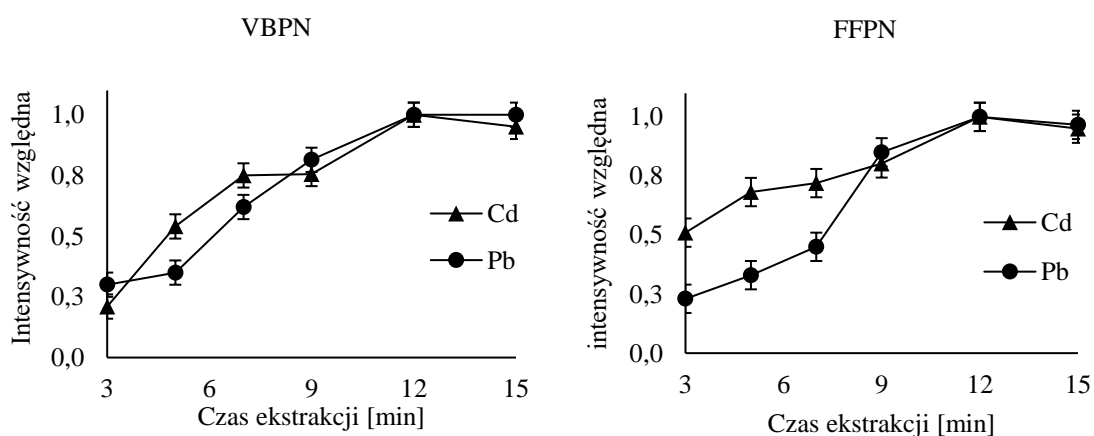 VBPN
Intensywność względna
1,0
0,8
0,5
0,3
0,0
3 6 9 12 15
Czas ekstrakcji [min]
Cd
Pb
FFPN
intensywność względna
1,0
0,8
0,5
0,3
0,0
3 6 9 12 15
Czas ekstrakcji [min]
Cd
Pb